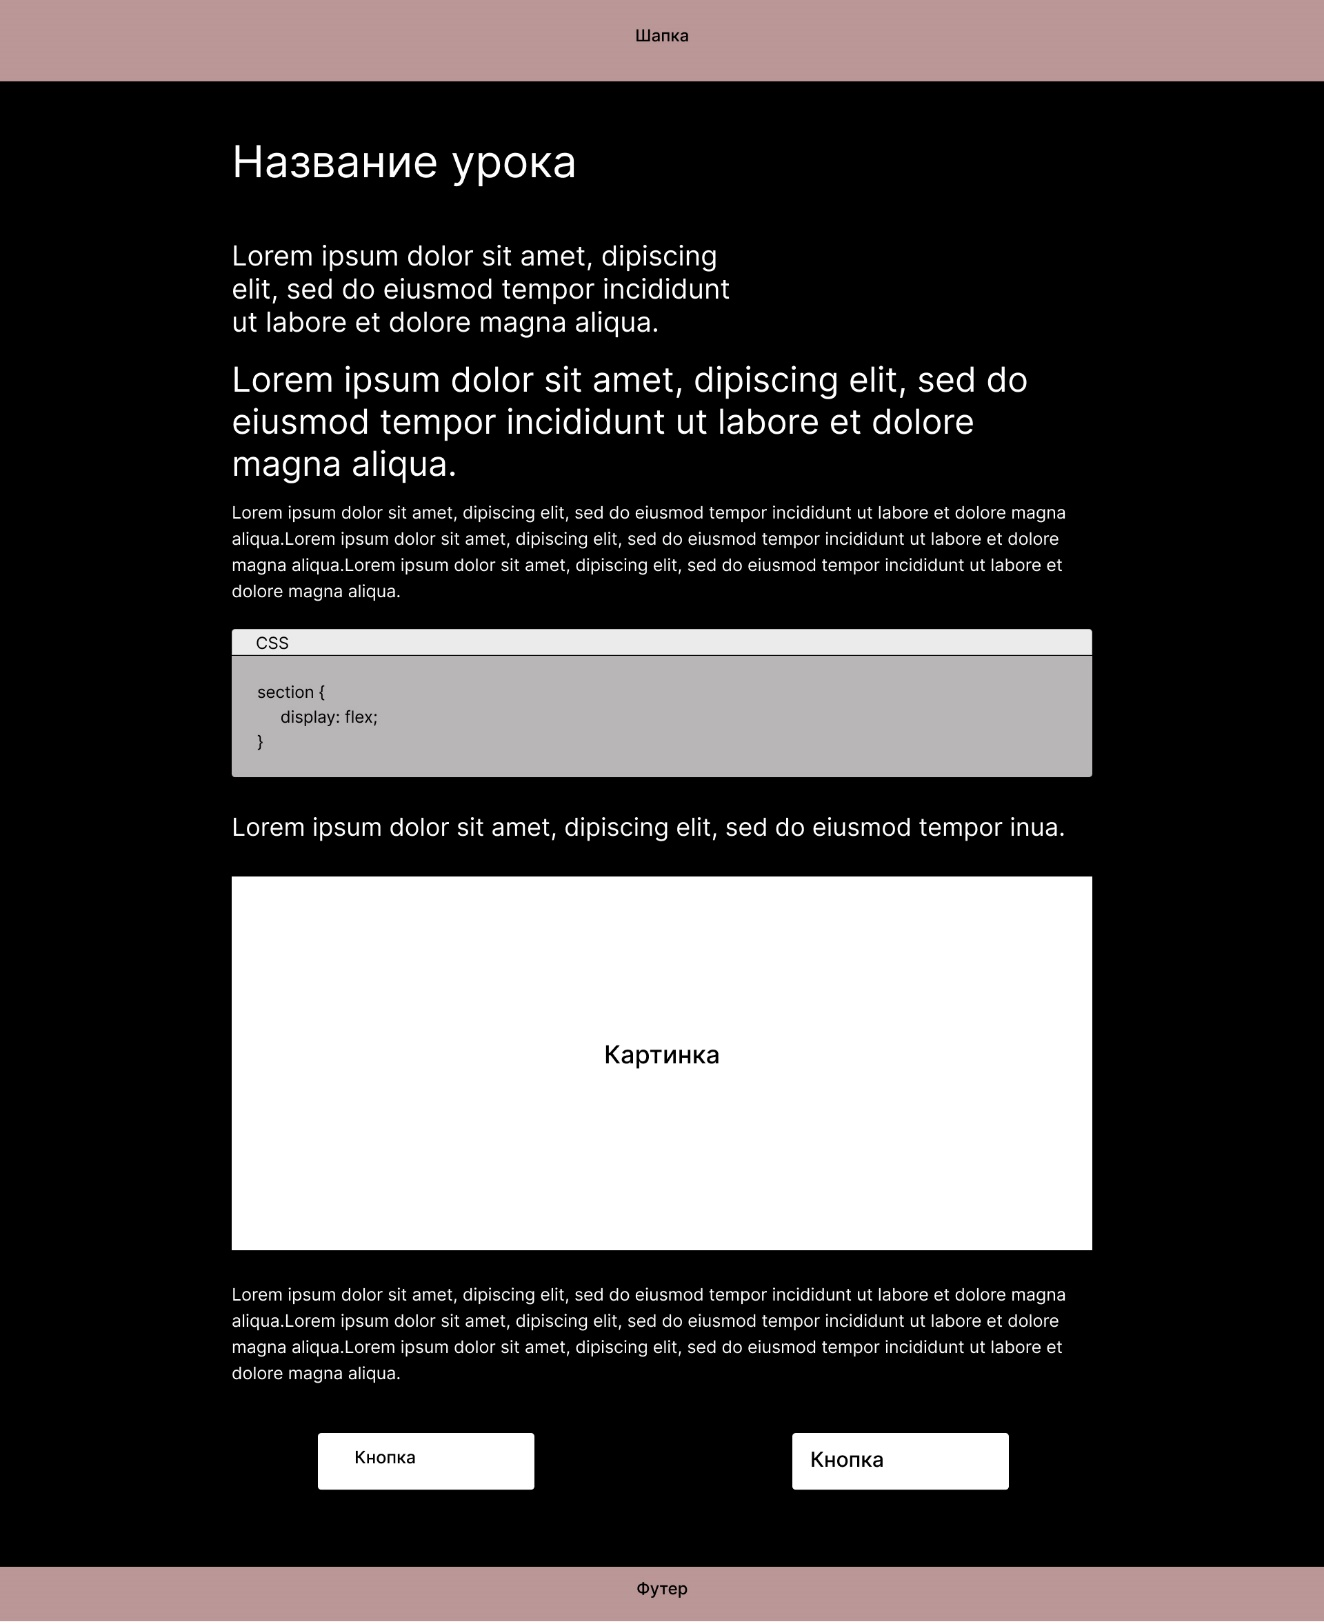 Шапка
Название урока
Lorem ipsum dolor sit amet, dipiscing
elit, sed do eiusmod tempor incididunt
ut labore et dolore magna aliqua.
Lorem ipsum dolor sit amet, dipiscing elit, sed do
eiusmod tempor incididunt ut labore et dolore
magna aliqua.
Lorem ipsum dolor sit amet, dipiscing elit, sed do eiusmod tempor incididunt ut labore et dolore magna
aliqua.Lorem ipsum dolor sit amet, dipiscing elit, sed do eiusmod tempor incididunt ut labore et dolore
magna aliqua.Lorem ipsum dolor sit amet, dipiscing elit, sed do eiusmod tempor incididunt ut labore et
dolore magna aliqua.
CSS
section {
display: flex;
}
Lorem ipsum dolor sit amet, dipiscing elit, sed do eiusmod tempor inua.
Картинка
Lorem ipsum dolor sit amet, dipiscing elit, sed do eiusmod tempor incididunt ut labore et dolore magna
aliqua.Lorem ipsum dolor sit amet, dipiscing elit, sed do eiusmod tempor incididunt ut labore et dolore
magna aliqua.Lorem ipsum dolor sit amet, dipiscing elit, sed do eiusmod tempor incididunt ut labore et
dolore magna aliqua.
Кнопка
Кнопка
Футер